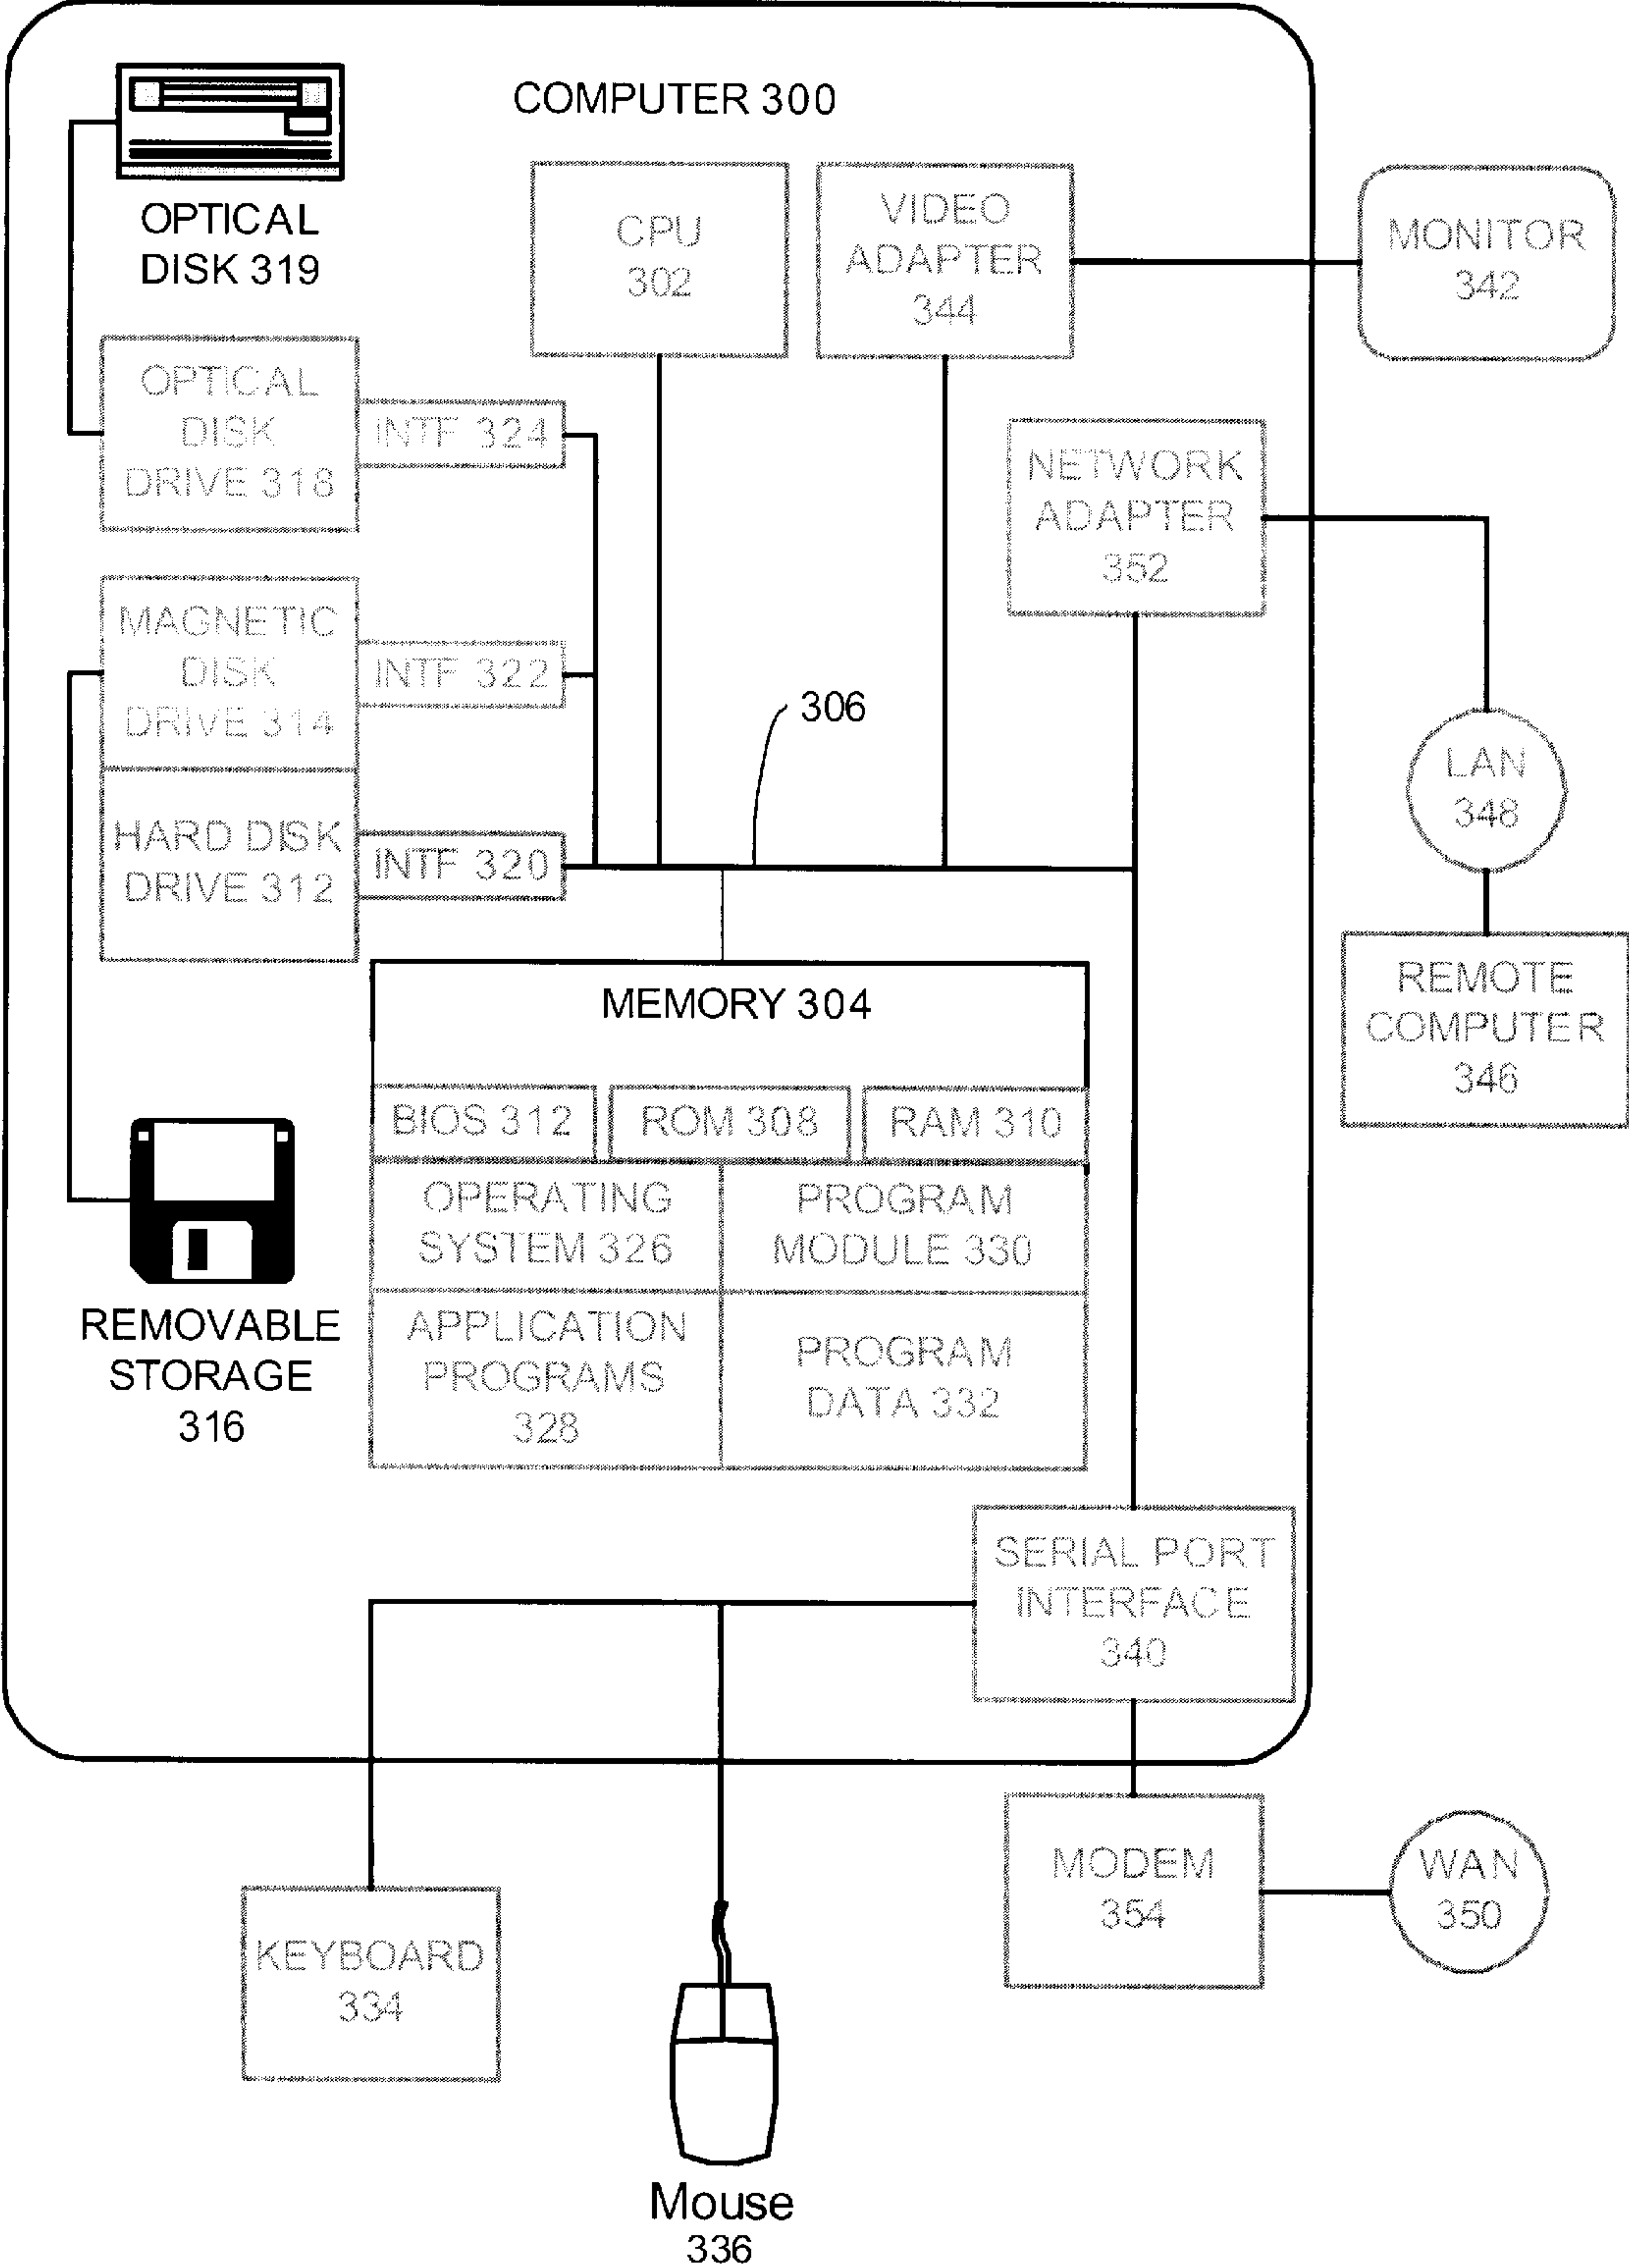 COMPUTER 300
OPTICAL
DISK 319
CPU
302
VIDEO
ADAPTER
344
MONITOR
342
OPTICAL
DISK
DRIVE 318
INTF 324
NETWORK
ADAPTER
352
MAGNETIC
DISK
DRIVE 314
INTF 322
306
LAN
348
HARD DISK
DRIVE 312
INTF 320
REMOTE
COMPUTER
346
MEMORY 304
BIOS 312
ROM 308
RAM 310
OPERATING
SYSTEM 326
PROGRAM
MODULE 330
APPLICATION
PROGRAMS
328
PROGRAM
DATA 332
REMOVABLE
STORAGE
316
SERIAL PORT
INTERFACE
340
MODEM
354
WAN
350
KEYBOARD
334
Mouse
336